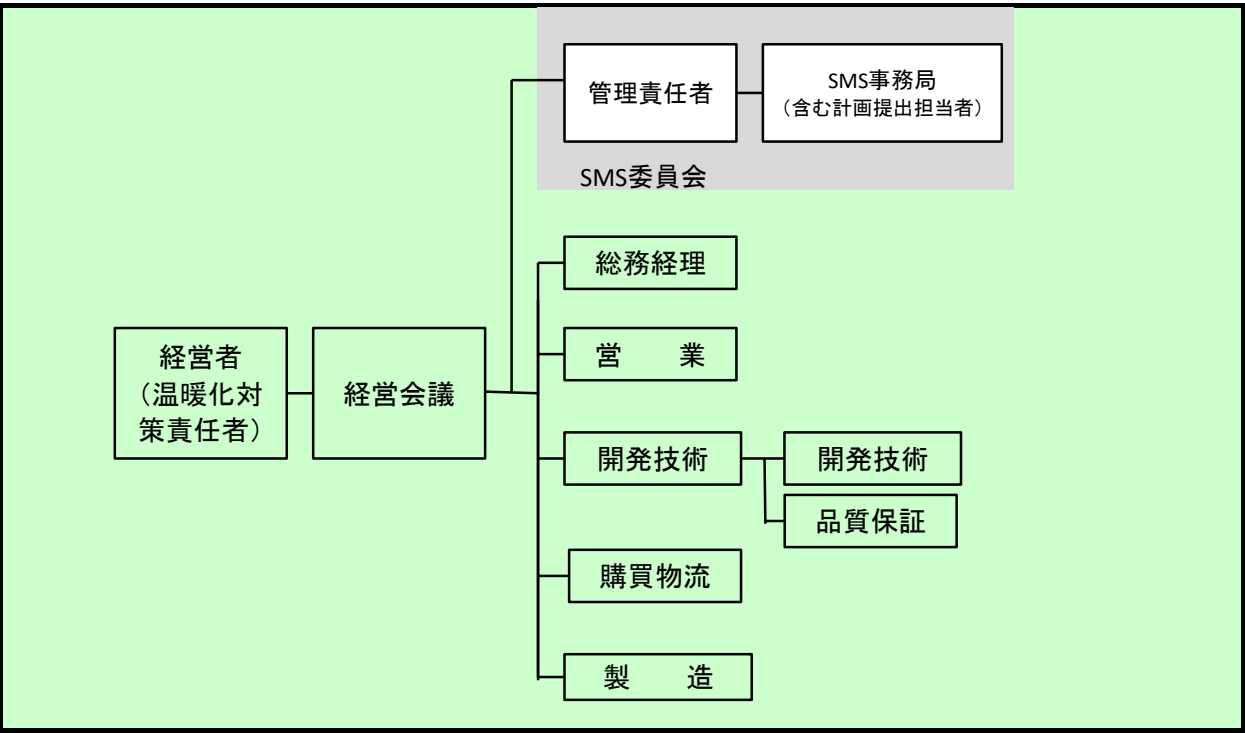 管理責任者
SMS事務局
（含む計画提出担当者）
SMS委員会
総務経理
営　　業
経営者
（温暖化対
策責任者）
経営会議
開発技術
開発技術
品質保証
購買物流
製　　造